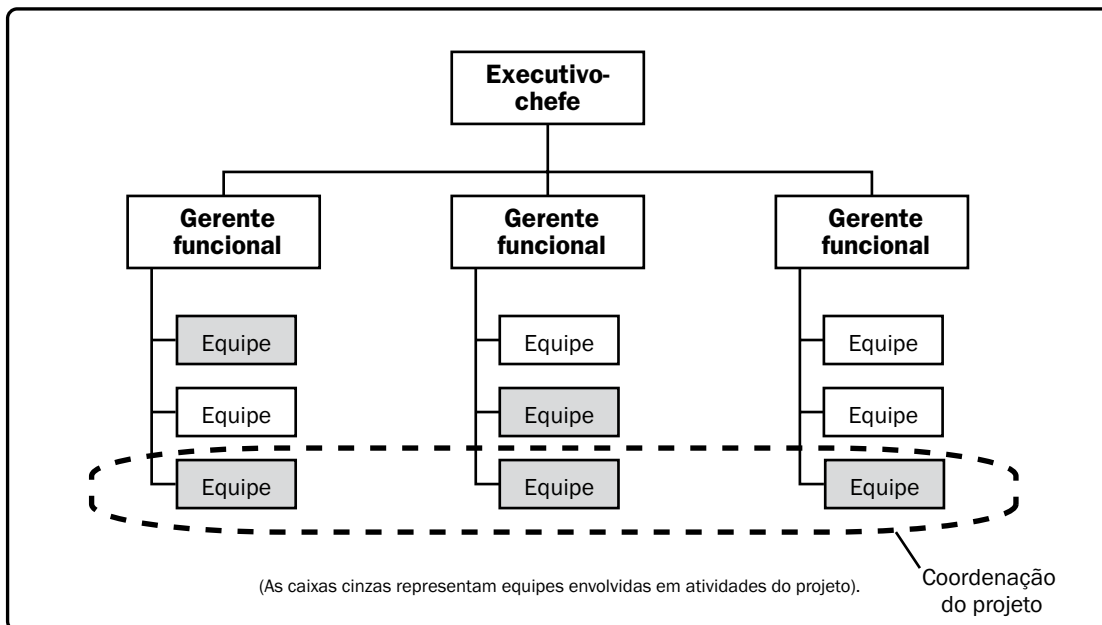 Executivo-
chefe
Gerente
funcional
Gerente
funcional
Gerente
funcional
Equipe
Equipe
Equipe
Equipe
Equipe
Equipe
Equipe
Equipe
Equipe
(As caixas cinzas representam equipes envolvidas em atividades do projeto).
Coordenação
do projeto